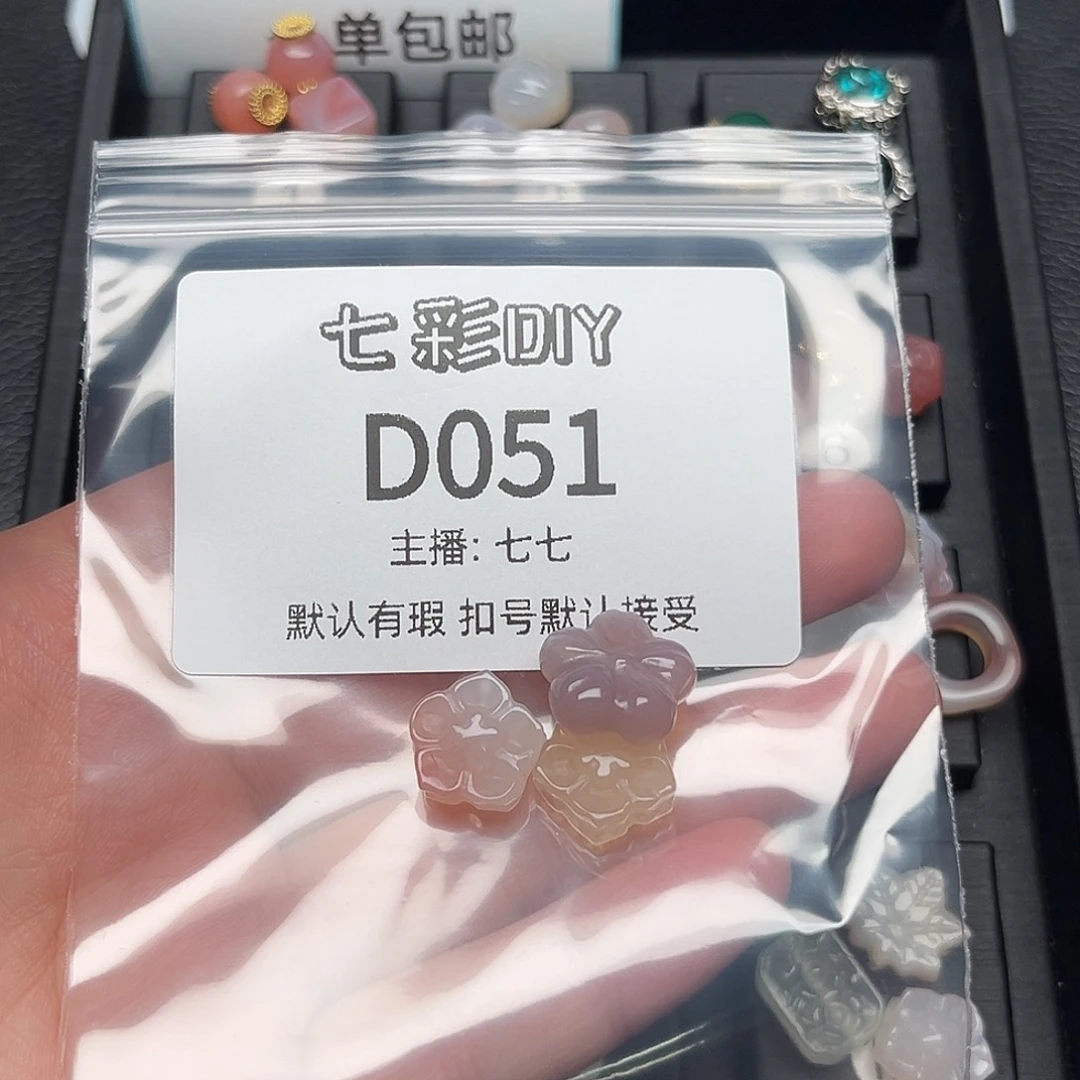 单包邮
七彩DIY
D051
主播: 七七
默认有瑕 扣号默认接受